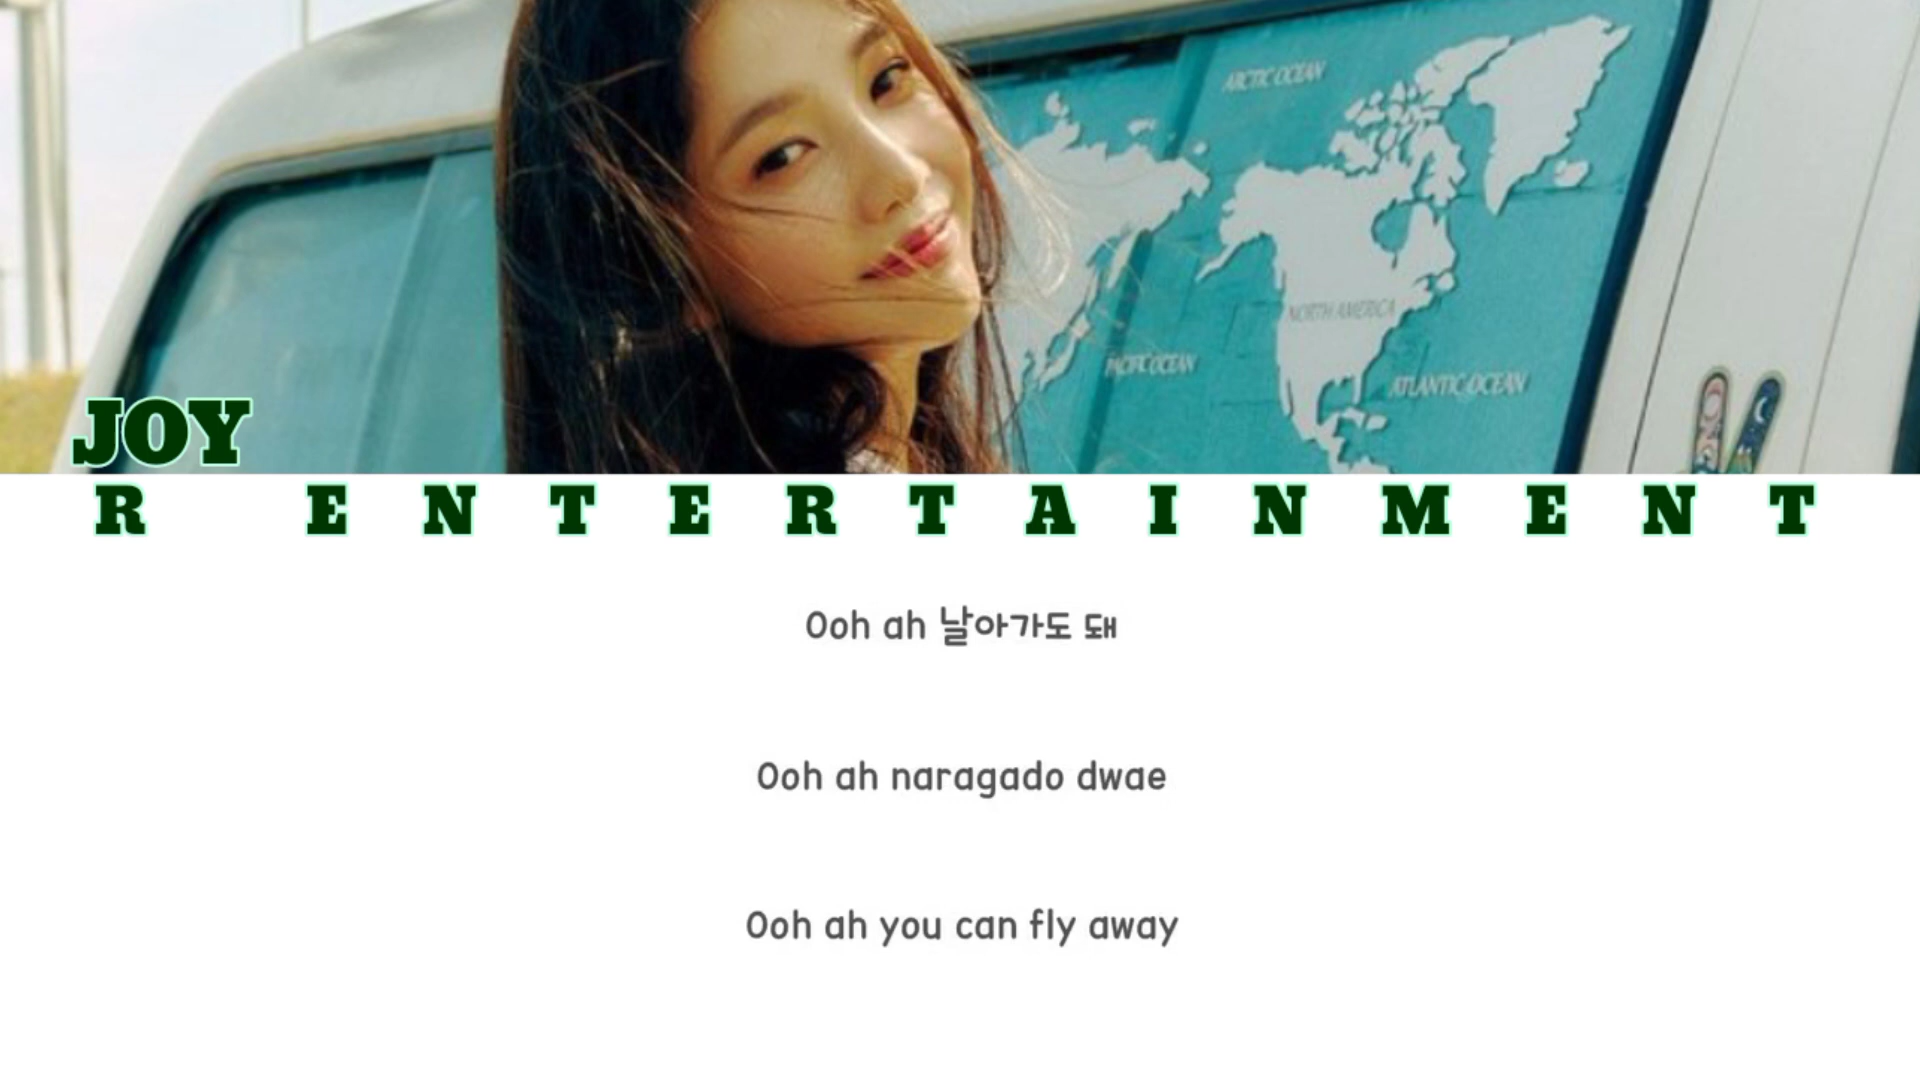 ARCTIC OCEAN
NORTH AMERICA
PACIFIC OCEAN
ATLANTIC OCEAN
JOY
R ENTERTAINMENT
Ooh ah 날아가도 돼
Ooh ah naragado dwae
Ooh ah you can fly away